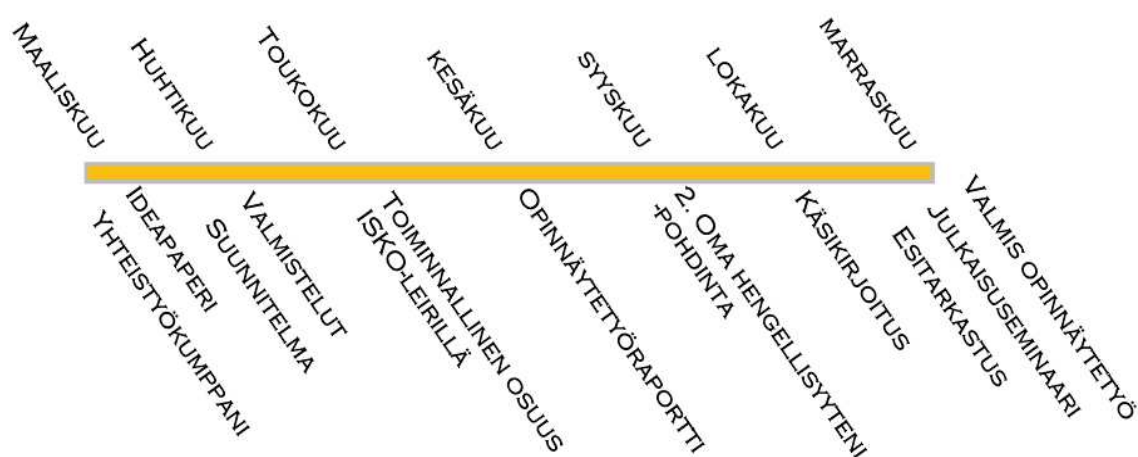 Maaliskuu
Huhtikuu
Toukokuu
kesäkuu
syyskuu
lokakuu
marraskuu
Yhteistyökumppani
Ideapaperi
Suunnitelma
Valmistelut
Toiminnallinen osuus
ISKO-leirillä
Opinnäytetyöraportti
2. Oma hengellisyyteni
-pohdinta
Käsikirjoitus
Esitarkastus
Julkaisuseminaari
Valmis opinnäytetyö